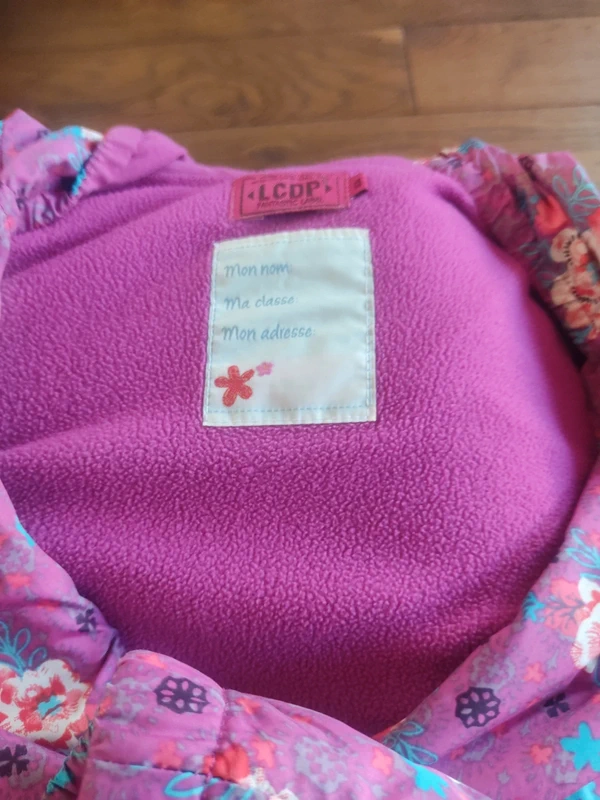 LCDP
Mon nom:
Ma classe:
Mon adresse: